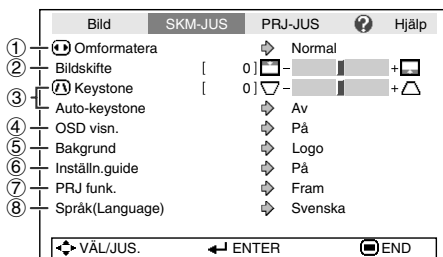 Bild SKM-JUS PRJ-JUS ? Hjälp
① Omformatera Normal
② Bildskifte [ 0 ] - +
③ Keystone [ 0 ] - +
Auto-keystone Av
④ OSD visn. På
⑤ Bakgrund Logo
⑥ Inställn.guide På
⑦ PRJ funk. Fram
⑧ Språk(Language) Svenska
VÄL/JUS. ENTER END